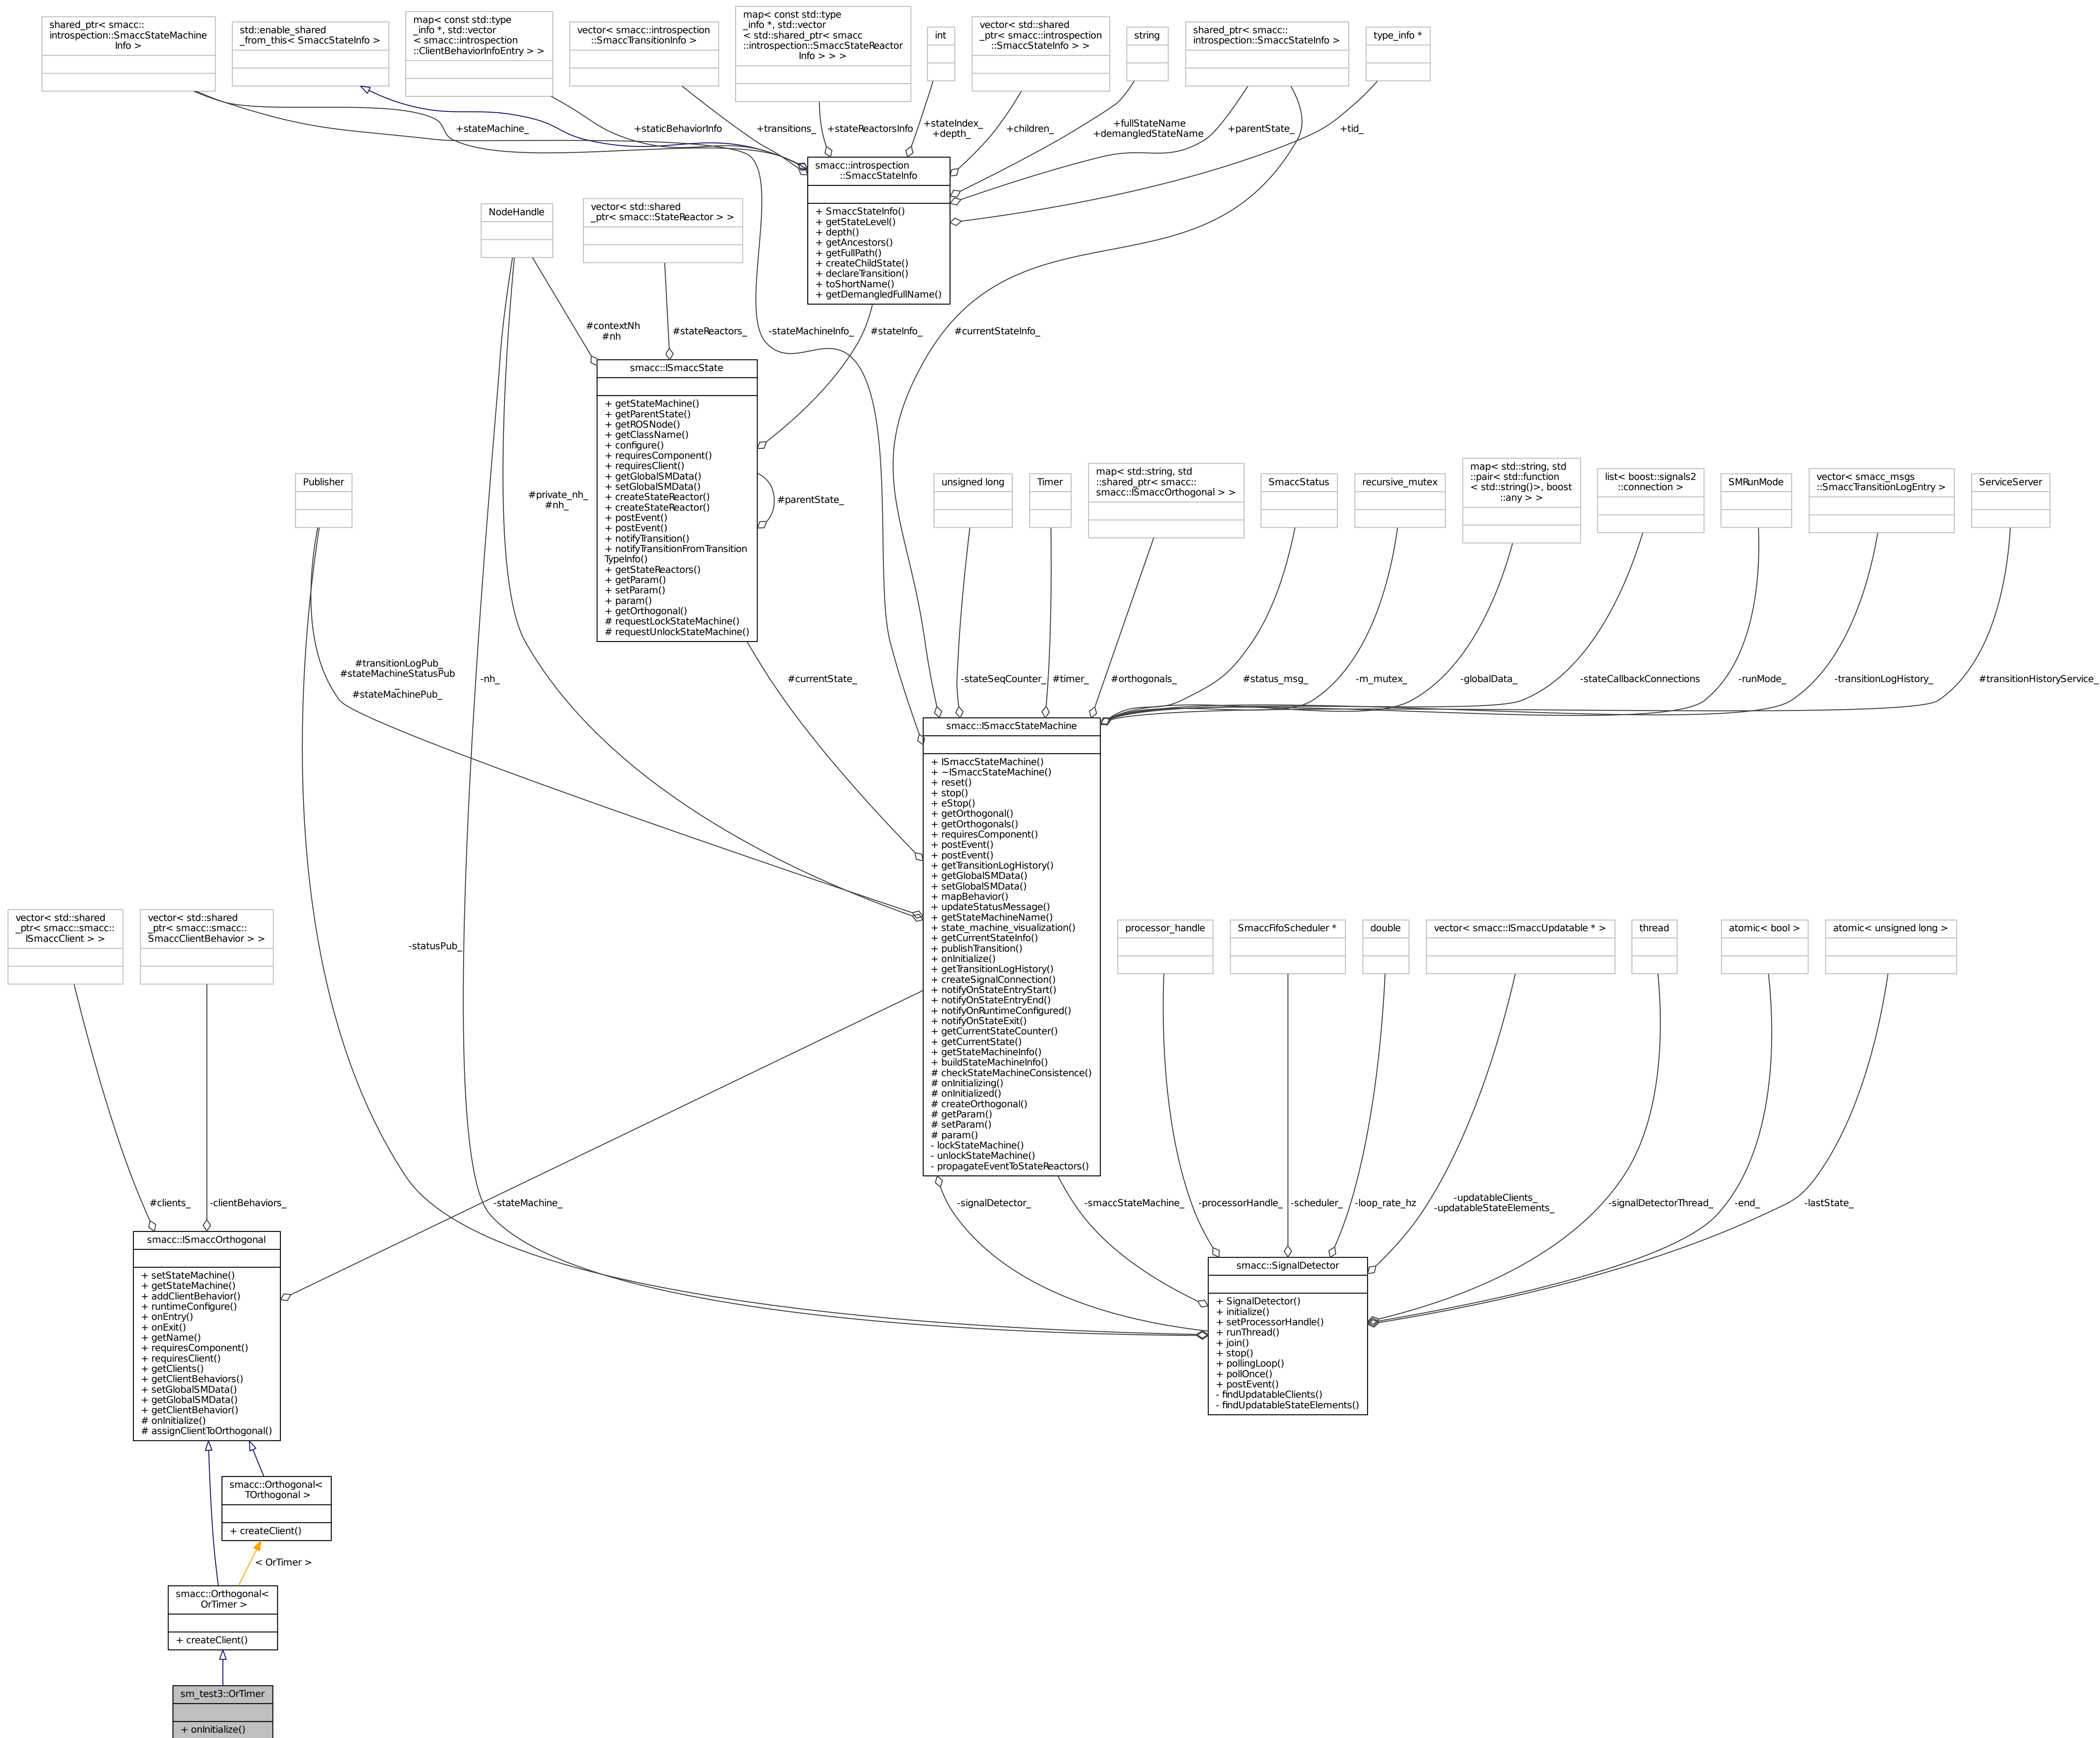 shared_ptr< smacc::
introspection::SmaccStateMachine
Info >
std::enable_shared
_from_this< SmaccStateInfo >
map< const std::type
_info *, std::vector
< smacc::introspection
::ClientBehaviorInfoEntry > >
vector< smacc::introspection
::SmaccTransitionInfo >
map< const std::type
_info *, std::vector
< std::shared_ptr< smacc
::introspection::SmaccStateReactor
Info > > >
int
vector< std::shared
_ptr< smacc::introspection
::SmaccStateInfo > >
string
shared_ptr< smacc::
introspection::SmaccStateInfo >
type_info *
+stateMachine_
+staticBehaviorInfo
+transitions_
+stateReactorsInfo
+stateIndex_
+depth_
+children_
+fullStateName
+demangledStateName
+parentState_
+tid_
smacc::introspection
::SmaccStateInfo
+ SmaccStateInfo()
+ getStateLevel()
+ depth()
+ getAncestors()
+ getFullPath()
+ createChildState()
+ declareTransition()
+ toShortName()
+ getDemangledFullName()
NodeHandle
vector< std::shared
_ptr< smacc::StateReactor > >
#contextNh
#nh
#stateReactors_
-stateMachineInfo_
#stateInfo_
#currentStateInfo_
smacc::ISmaccState
+ getStateMachine()
+ getParentState()
+ getROSNode()
+ getClassName()
+ configure()
+ requiresComponent()
+ requiresClient()
+ getGlobalSMData()
+ setGlobalSMData()
+ createStateReactor()
+ createStateReactor()
+ postEvent()
+ postEvent()
+ notifyTransition()
+ notifyTransitionFromTransition
TypeInfo()
+ getStateReactors()
+ getParam()
+ setParam()
+ param()
+ getOrthogonal()
# requestLockStateMachine()
# requestUnlockStateMachine()
#parentState_
#private_nh_
#nh_
Publisher
unsigned long
Timer
map< std::string, std
::shared_ptr< smacc::
smacc::ISmaccOrthogonal > >
SmaccStatus
recursive_mutex
map< std::string, std
::pair< std::function
< std::string()>, boost
::any > >
list< boost::signals2
::connection >
SMRunMode
vector< smacc_msgs
::SmaccTransitionLogEntry >
ServiceServer
#transitionLogPub_
#stateMachineStatusPub
_
#stateMachinePub_
-nh_
#currentState_
-stateSeqCounter_
#timer_
#orthogonals_
#status_msg_
-m_mutex_
-globalData_
-stateCallbackConnections
-runMode_
-transitionLogHistory_
#transitionHistoryService_
smacc::ISmaccStateMachine
+ ISmaccStateMachine()
+ ~ISmaccStateMachine()
+ reset()
+ stop()
+ eStop()
+ getOrthogonal()
+ getOrthogonals()
+ requiresComponent()
+ postEvent()
+ postEvent()
+ getTransitionLogHistory()
+ getGlobalSMData()
+ setGlobalSMData()
+ mapBehavior()
+ updateStatusMessage()
+ getStateMachineName()
+ state_machine_visualization()
+ getCurrentStateInfo()
+ publishTransition()
+ onInitialize()
+ getTransitionLogHistory()
+ createSignalConnection()
+ notifyOnStateEntryStart()
+ notifyOnStateEntryEnd()
+ notifyOnRuntimeConfigured()
+ notifyOnStateExit()
+ getCurrentStateCounter()
+ getCurrentState()
+ getStateMachineInfo()
+ buildStateMachineInfo()
# checkStateMachineConsistence()
# onInitializing()
# onInitialized()
# createOrthogonal()
# getParam()
# setParam()
# param()
- lockStateMachine()
- unlockStateMachine()
- propagateEventToStateReactors()
vector< std::shared
_ptr< smacc::smacc::
ISmaccClient > >
vector< std::shared
_ptr< smacc::smacc::
SmaccClientBehavior > >
-statusPub_
processor_handle
SmaccFifoScheduler *
double
vector< smacc::ISmaccUpdatable * >
thread
atomic< bool >
atomic< unsigned long >
#clients_
-clientBehaviors_
-stateMachine_
-signalDetector_
-smaccStateMachine_
-processorHandle_
-scheduler_
-loop_rate_hz
-updatableClients_
-updatableStateElements_
-signalDetectorThread_
-end_
-lastState_
smacc::ISmaccOrthogonal
+ setStateMachine()
+ getStateMachine()
+ addClientBehavior()
+ runtimeConfigure()
+ onEntry()
+ onExit()
+ getName()
+ requiresComponent()
+ requiresClient()
+ getClients()
+ getClientBehaviors()
+ setGlobalSMData()
+ getGlobalSMData()
+ getClientBehavior()
# onInitialize()
# assignClientToOrthogonal()
smacc::SignalDetector
+ SignalDetector()
+ initialize()
+ setProcessorHandle()
+ runThread()
+ join()
+ stop()
+ pollingLoop()
+ pollOnce()
+ postEvent()
- findUpdatableClients()
- findUpdatableStateElements()
smacc::Orthogonal<
TOrthogonal >
+ createClient()
< OrTimer >
smacc::Orthogonal<
OrTimer >
+ createClient()
sm_test3::OrTimer
+ onInitialize()